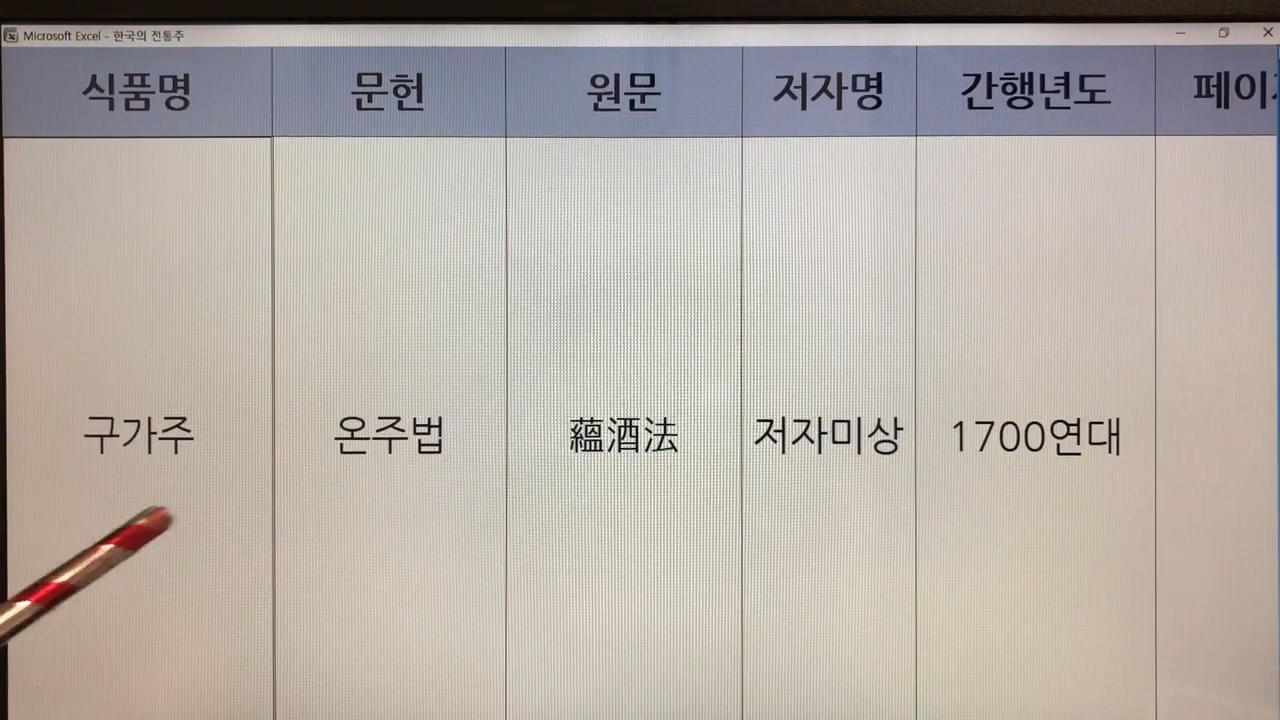 Microsoft Excel - 한국의 전통주
식품명 문헌 원문 저자명 간행년도 페이
구가주 온주법 蘊酒法 저자미상 1700연대